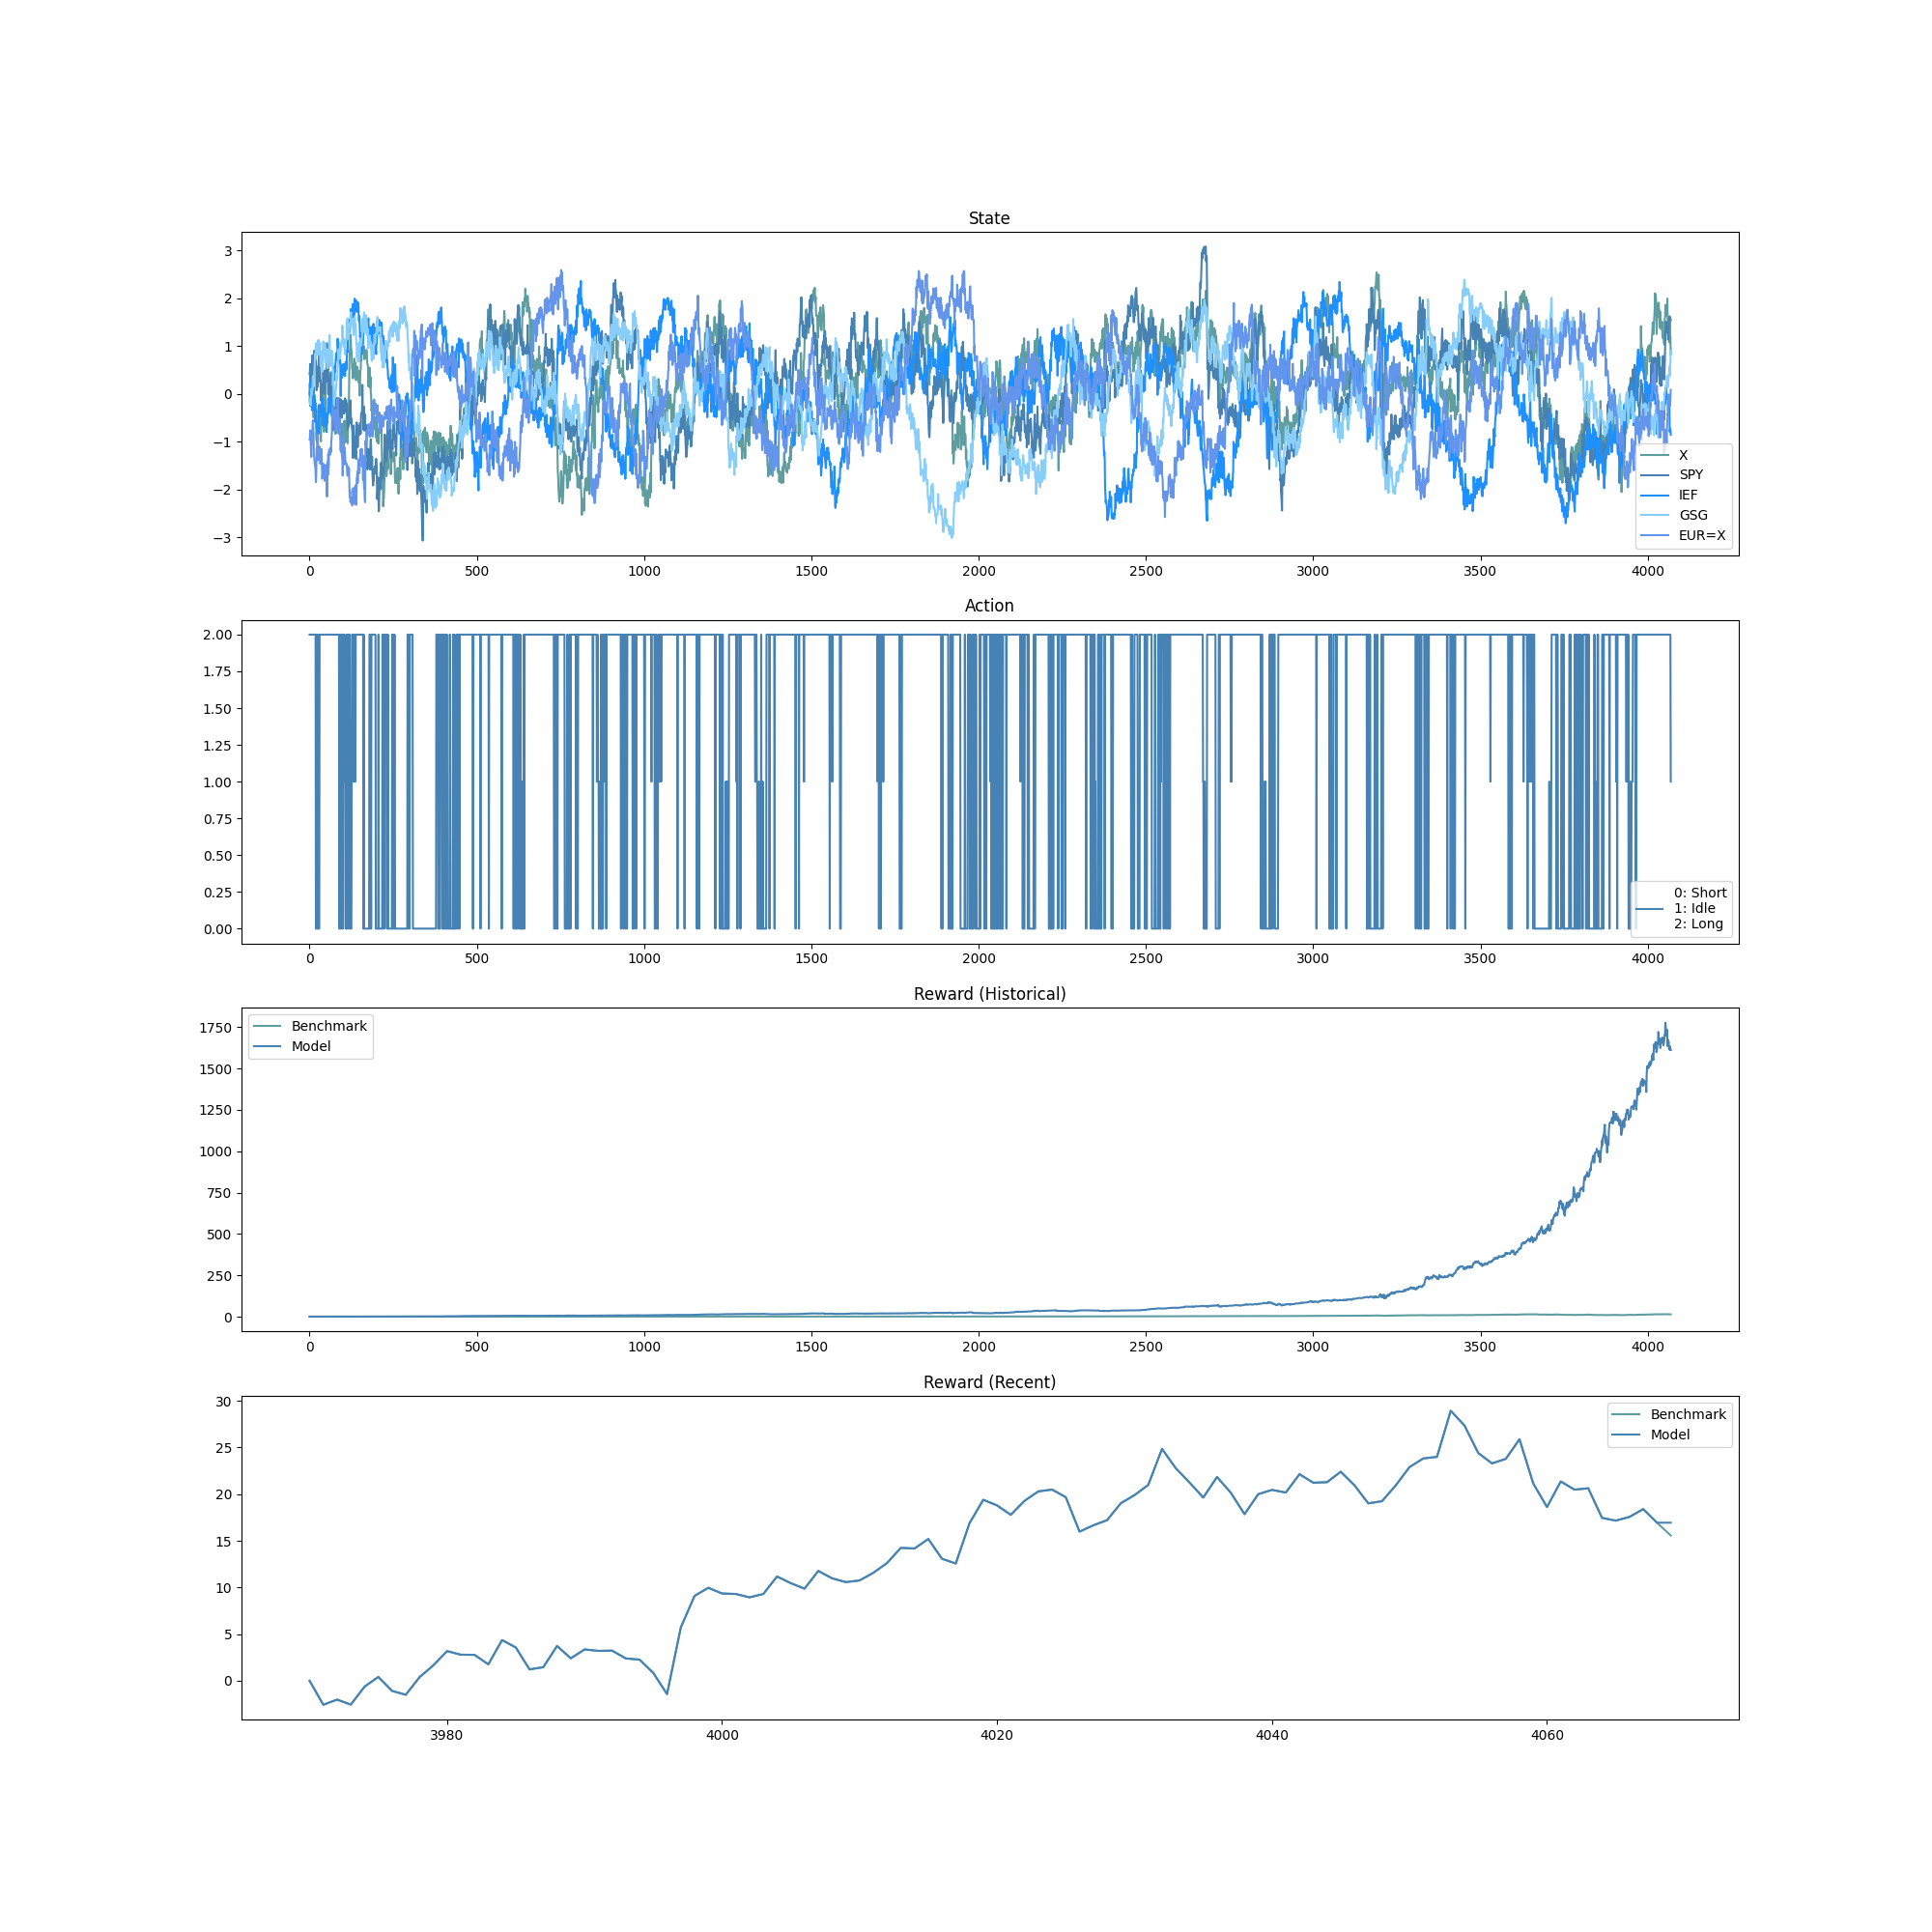 State
3
2
1
0
−1
−2
−3
X
SPY
IEF
GSG
EUR=X
0 500 1000 1500 2000 2500 3000 3500 4000
Action
2.00
1.75
1.50
1.25
1.00
0.75
0.50
0.25
0.00
0: Short
1: Idle
2: Long
0 500 1000 1500 2000 2500 3000 3500 4000
Reward (Historical)
Benchmark
Model
1750
1500
1250
1000
750
500
250
0
0 500 1000 1500 2000 2500 3000 3500 4000
Reward (Recent)
30
25
20
15
10
5
0
Benchmark
Model
3980 4000 4020 4040 4060